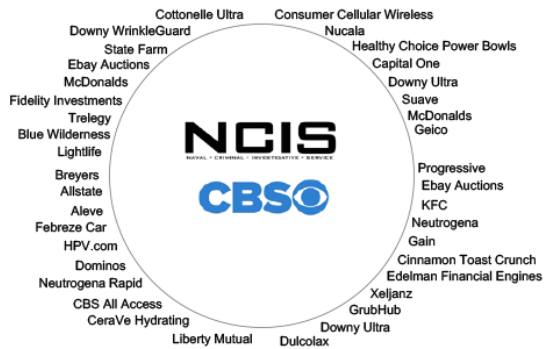 Cottonelle Ultra
Consumer Cellular Wireless
Downy WrinkleGuard
Nucala
State Farm
Healthy Choice Power Bowls
Ebay Auctions
Capital One
McDonalds
Downy Ultra
Fidelity Investments
Suave
Trelegy
McDonalds
Blue Wilderness
Geico
Lightlife
NCIS
NAVAL • CRIMINAL • INVESTIGATIVE • SERVICE
Breyers
Progressive
Allstate
Ebay Auctions
CBS
Aleve
KFC
Febreze Car
Neutrogena
HPV.com
Gain
Dominos
Cinnamon Toast Crunch
Neutrogena Rapid
Edelman Financial Engines
CBS All Access
Xeljanz
CeraVe Hydrating
GrubHub
Liberty Mutual
Downy Ultra
Dulcolax